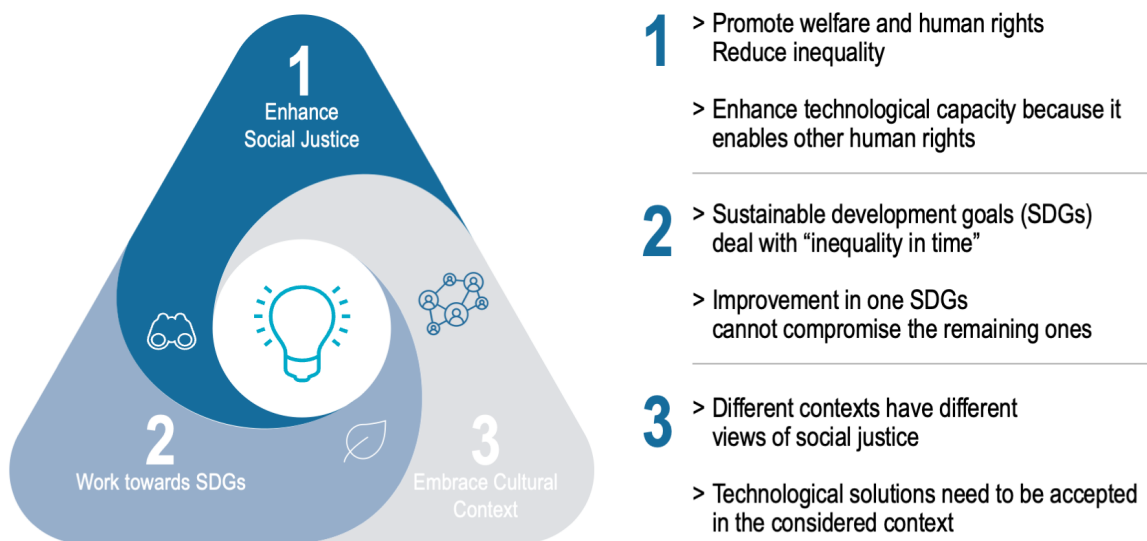 1
Enhance
Social Justice
2
Work towards SDGs
3
Embrace Cultural
Context
1
> Promote welfare and human rights
Reduce inequality
> Enhance technological capacity because it
enables other human rights
2
> Sustainable development goals (SDGs)
deal with “inequality in time”
> Improvement in one SDGs
cannot compromise the remaining ones
3
> Different contexts have different
views of social justice
> Technological solutions need to be accepted
in the considered context